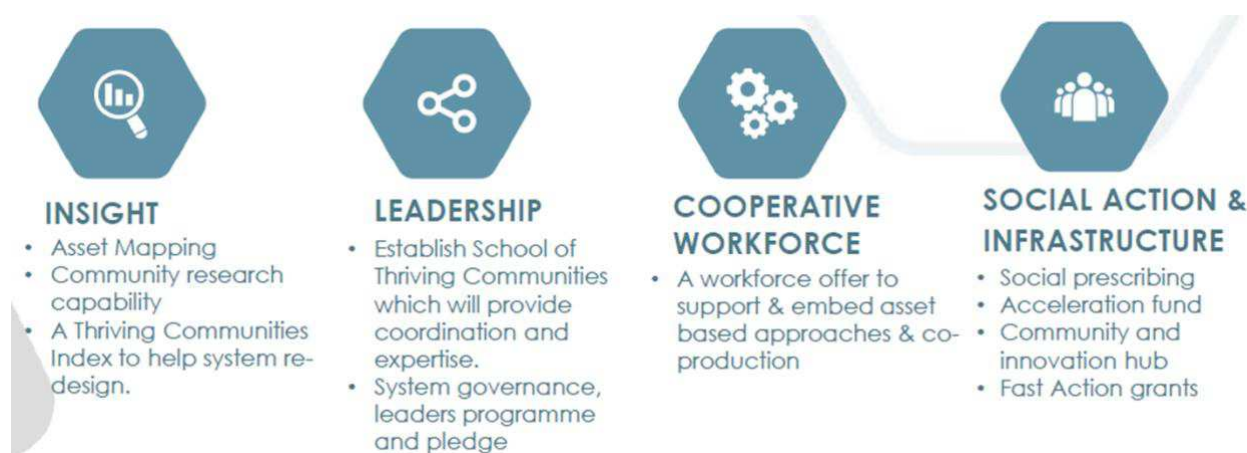 INSIGHT
• Asset Mapping
• Community research
capability
• A Thriving Communities
Index to help system re-
design.
LEADERSHIP
• Establish School of
Thriving Communities
which will provide
coordination and
expertise.
• System governance,
leaders programme
and pledge
COOPERATIVE
WORKFORCE
• A workforce offer to
support & embed asset
based approaches & co-
production
SOCIAL ACTION &
INFRASTRUCTURE
• Social prescribing
• Acceleration fund
• Community and
innovation hub
• Fast Action grants